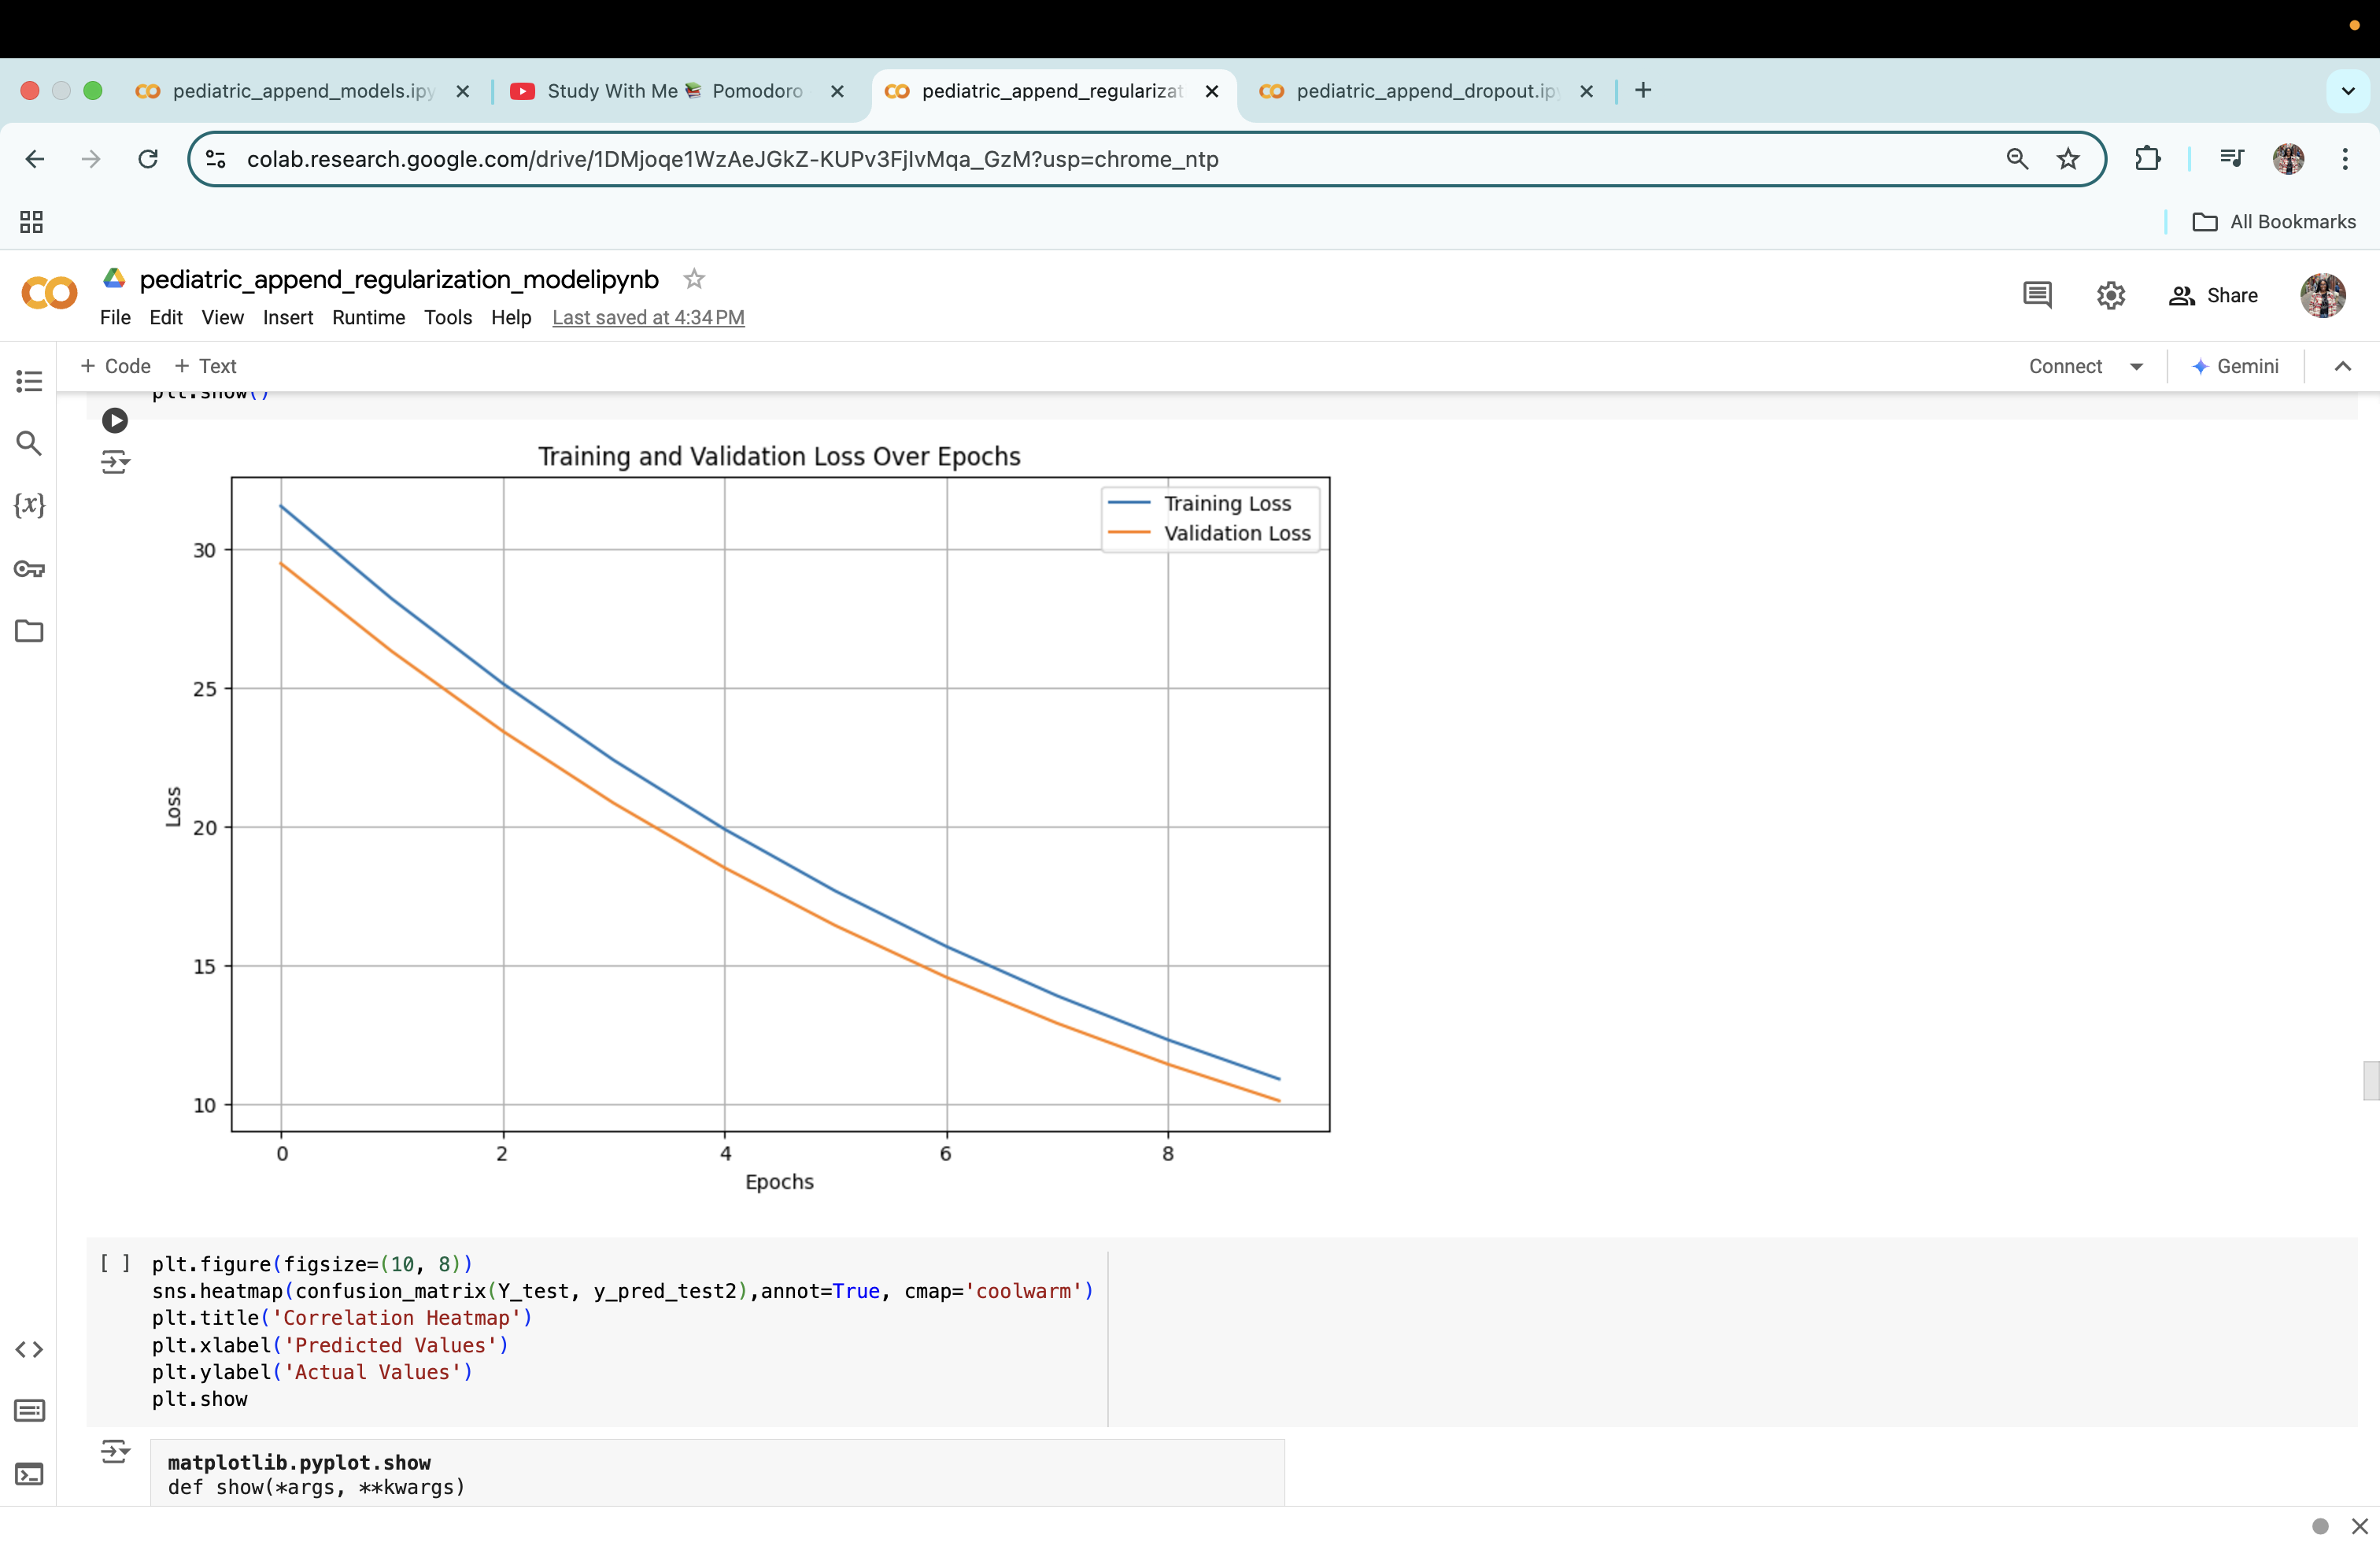 pediatric_append_models.ipy
Study With Me 📚 Pomodoro
pediatric_append_regularizat
pediatric_append_dropout.ip
colab.research.google.com/drive/1DMjoqe1WzAeJGkZ-KUPv3FjIvMqa_GzM?usp=chrome_ntp
All Bookmarks
pediatric_append_regularization_modelipynb
File Edit View Insert Runtime Tools Help Last saved at 4:34 PM
Share
+ Code + Text
Connect
Gemini
plt.show()
{x}
Training and Validation Loss Over Epochs
Training Loss
Validation Loss
30
25
20
15
10
Loss
0 2 4 6 8
Epochs
[ ] plt.figure(figsize=(10, 8))
sns.heatmap(confusion_matrix(Y_test, y_pred_test2),annot=True, cmap='coolwarm')
plt.title('Correlation Heatmap')
plt.xlabel('Predicted Values')
plt.ylabel('Actual Values')
plt.show
matplotlib.pyplot.show
def show(*args, **kwargs)